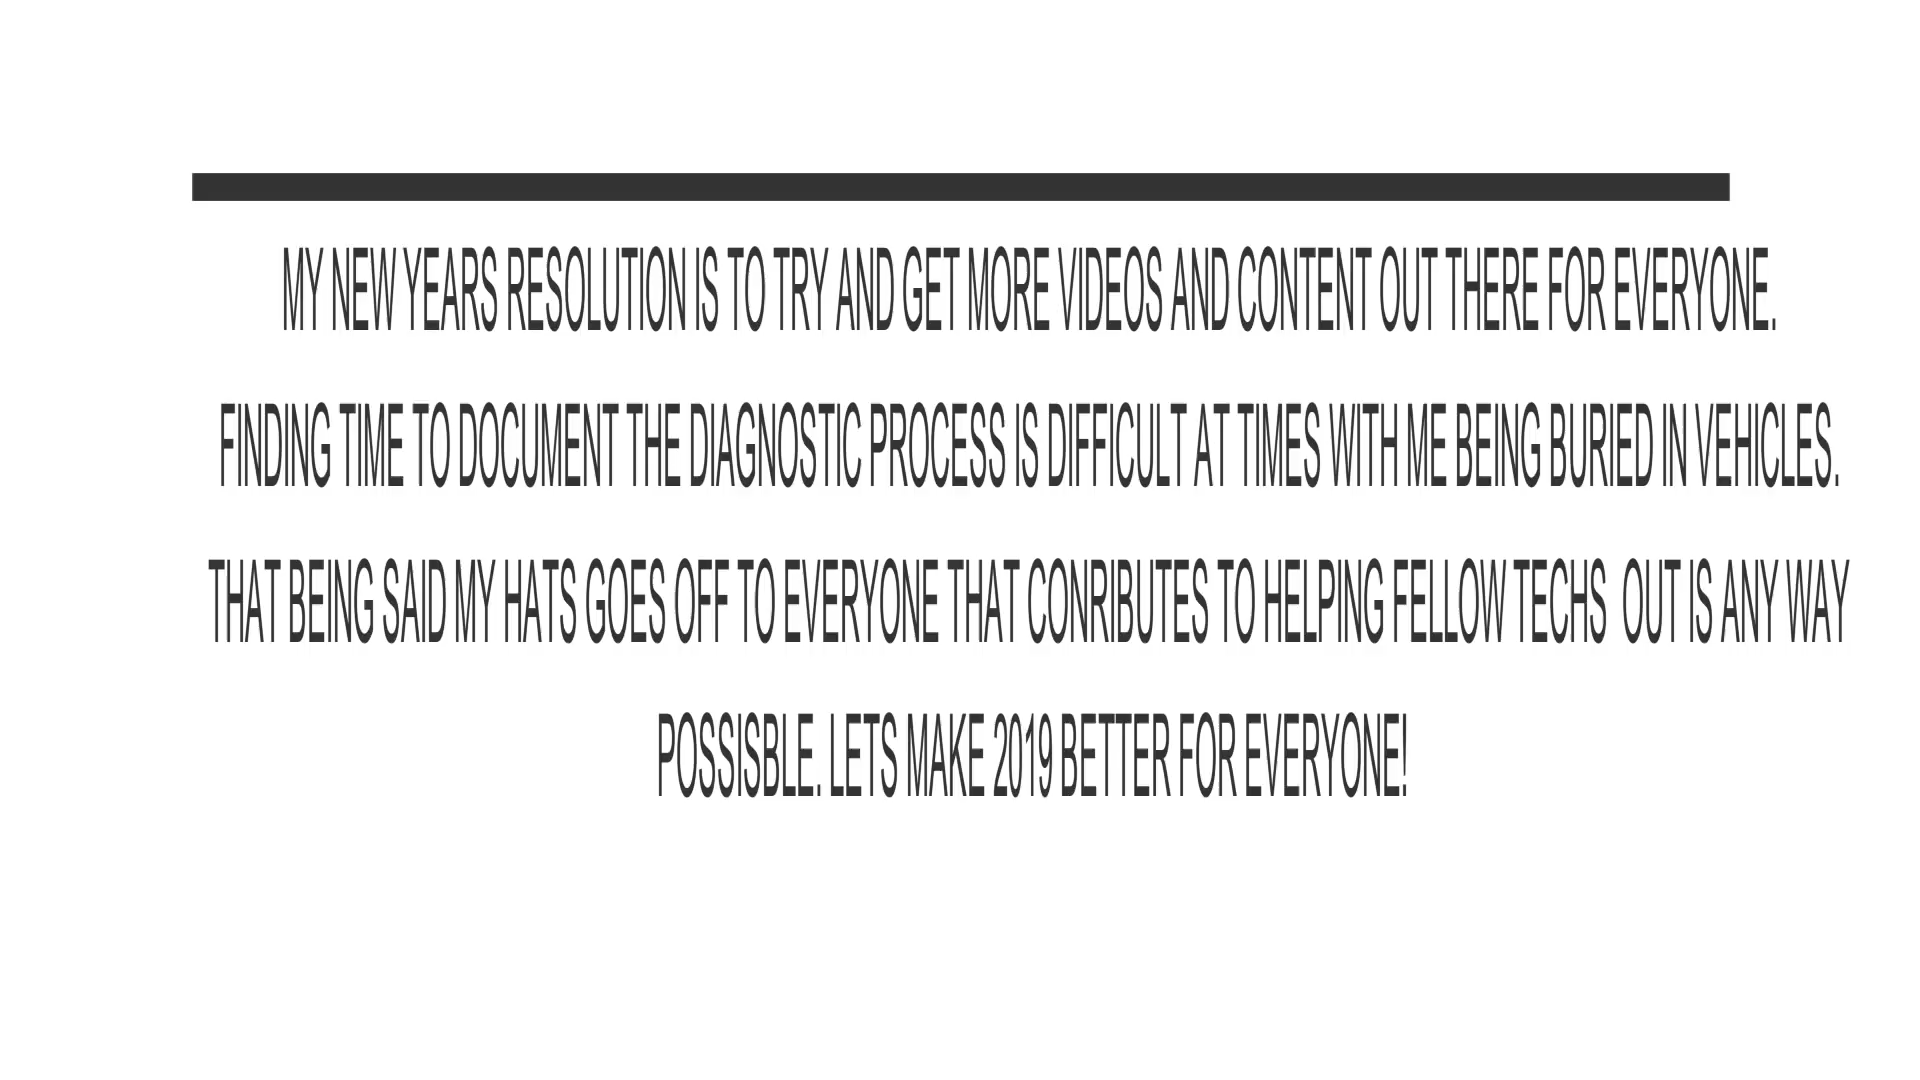 MY NEW YEARS RESOLUTION IS TO TRY AND GET MORE VIDEOS AND CONTENT OUT THERE FOR EVERYONE.
FINDING TIME TO DOCUMENT THE DIAGNOSTIC PROCESS IS DIFFICULT AT TIMES WITH ME BEING BURIED IN VEHICLES.
THAT BEING SAID MY HATS GOES OFF TO EVERYONE THAT CONRIBUTES TO HELPING FELLOW TECHS  OUT IS ANY WAY
POSSISBLE. LETS MAKE 2019 BETTER FOR EVERYONE!